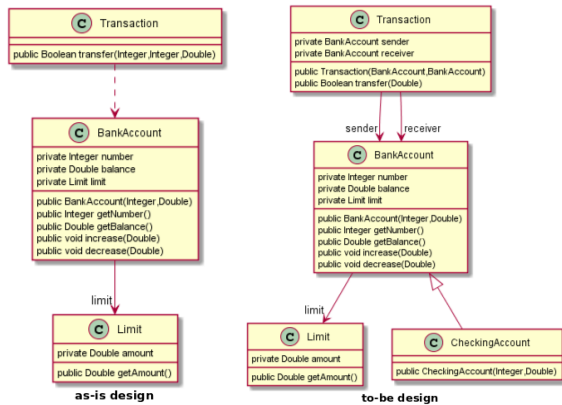 C Transaction
public Boolean transfer(Integer,Integer,Double)
C BankAccount
private Integer number
private Double balance
private Limit limit
public BankAccount(Integer,Double)
public Integer getNumber()
public Double getBalance()
public void increase(Double)
public void decrease(Double)
limit
C Limit
private Double amount
public Double getAmount()
as-is design
C Transaction
private BankAccount sender
private BankAccount receiver
public Transaction(BankAccount,BankAccount)
public Boolean transfer(Double)
sender
receiver
C BankAccount
private Integer number
private Double balance
private Limit limit
public BankAccount(Integer,Double)
public Integer getNumber()
public Double getBalance()
public void increase(Double)
public void decrease(Double)
limit
C Limit
private Double amount
public Double getAmount()
C CheckingAccount
public CheckingAccount(Integer,Double)
to-be design